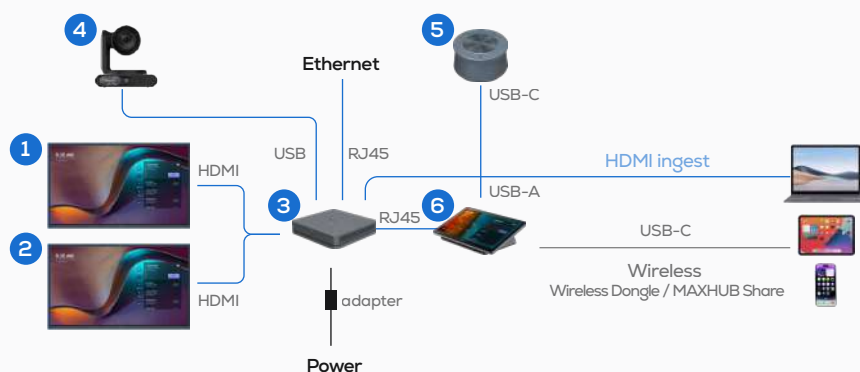 4
5
Ethernet
USB-C
1
HDMI
USB
RJ45
HDMI ingest
USB-A
3
RJ45
6
2
USB-C
HDMI
adapter
Wireless
Wireless Dongle / MAXHUB Share
Power